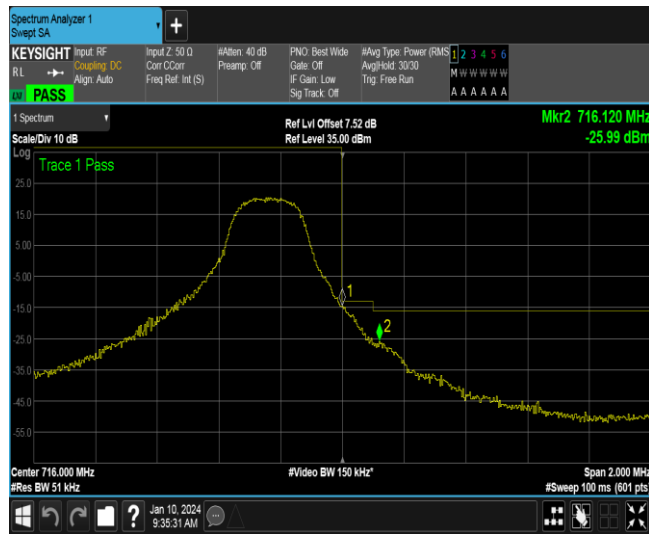 Spectrum Analyzer 1
Swept SA
+
KEYSIGHT
RL
PASS
Input: RF
Coupling: DC
Align: Auto
Input Z: 50 Ω
Corr CCorr
Freq Ref: Int (S)
#Atten: 40 dB
Preamp: Off
PNO: Best Wide
Gate: Off
IF Gain: Low
Sig Track: Off
#Avg Type: Power (RMS
Avg|Hold: 30/30
Trig: Free Run
1 2 3 4 5 6
M W W W W W
A A A A A A
1 Spectrum
Scale/Div 10 dB
Ref Lvl Offset 7.52 dB
Ref Level 35.00 dBm
Mkr2 716.120 MHz
-25.99 dBm
Log
Trace 1 Pass
25.0
15.0
5.00
-5.00
-15.0
-25.0
-35.0
-45.0
-55.0
1
2
Center 716.000 MHz
#Res BW 51 kHz
#Video BW 150 kHz*
Span 2.000 MHz
#Sweep 100 ms (601 pts)
?
Jan 10, 2024
9:35:31 AM